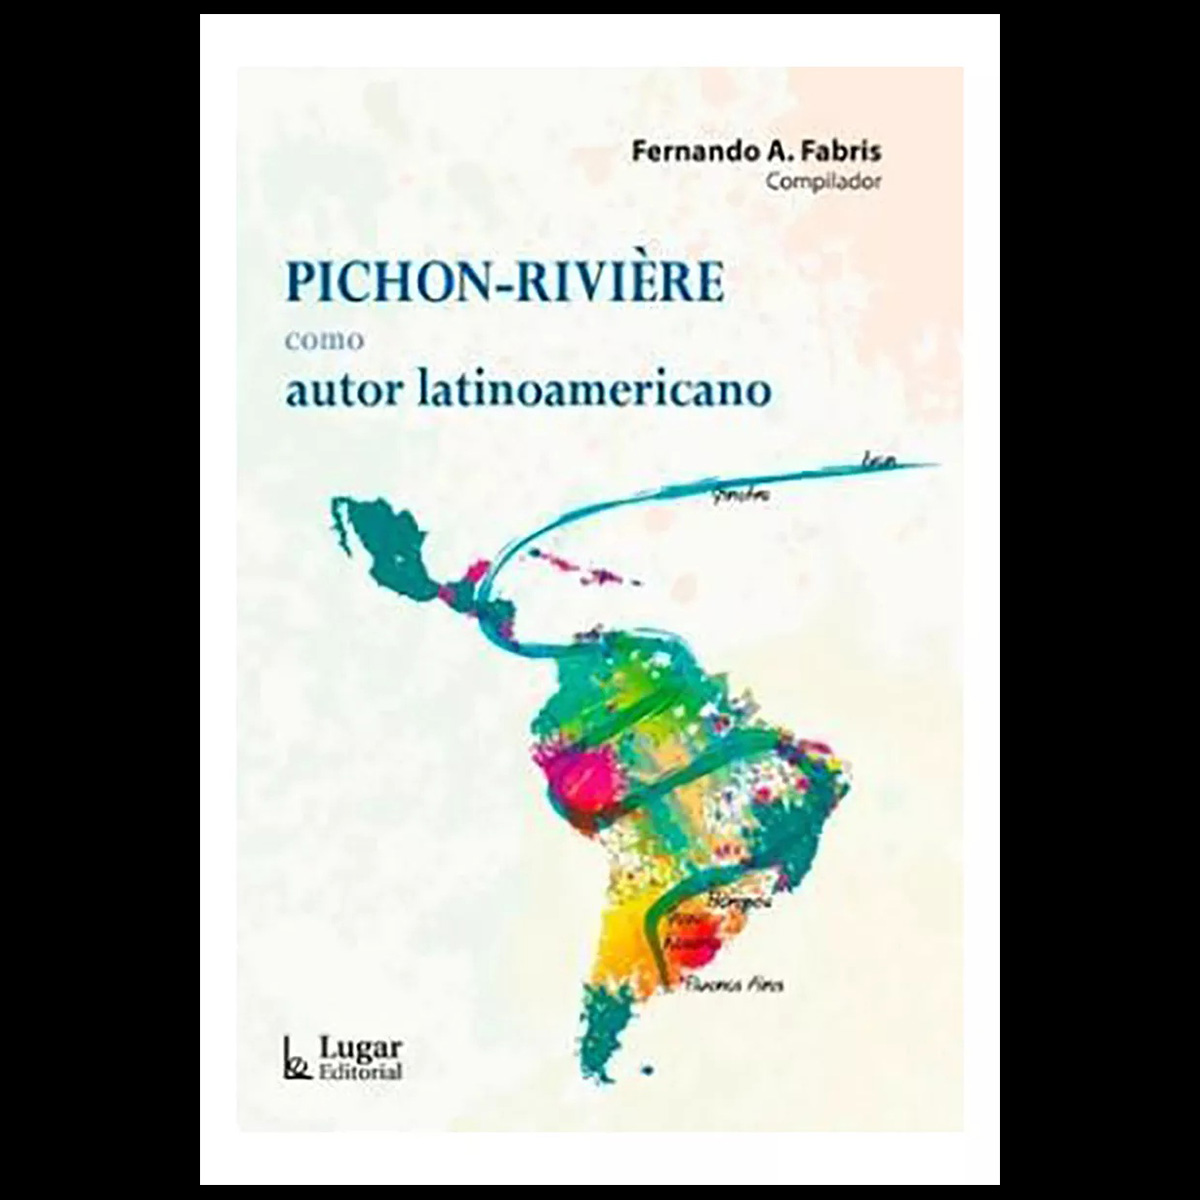 Fernando A. Fabris
Compilador
PICHON-RIVIÈRE
como
autor latinoamericano
Ginebra
Buenos Aires
Lugar
Editorial